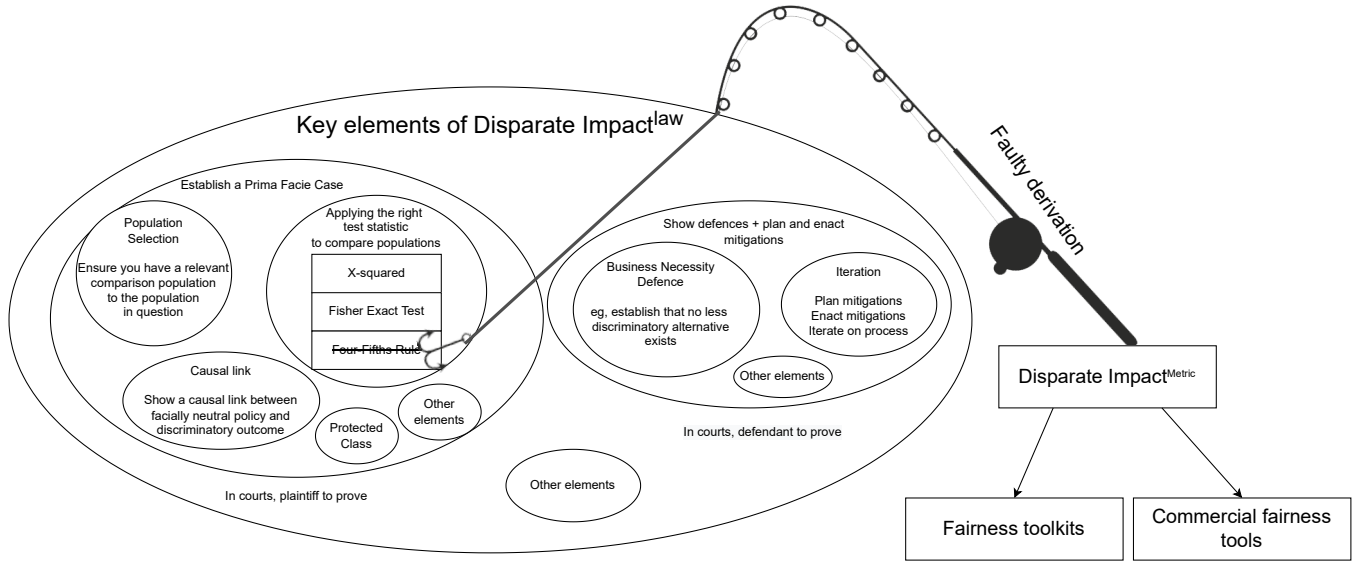 Key elements of Disparate Impact^law
Establish a Prima Facie Case
Population
Selection
Ensure you have a relevant
comparison population
to the population
in question
Applying the right
test statistic
to compare populations
X-squared
Fisher Exact Test
Four-Fifths Rule
Causal link
Show a causal link between
facially neutral policy and
discriminatory outcome
Protected
Class
Other
elements
In courts, plaintiff to prove
Show defences + plan and enact
mitigations
Business Necessity
Defence
eg, establish that no less
discriminatory alternative
exists
Iteration
Plan mitigations
Enact mitigations
Iterate on process
Other elements
In courts, defendant to prove
Other elements
Faulty derivation
Disparate Impact^Metric
Fairness toolkits
Commercial fairness
tools